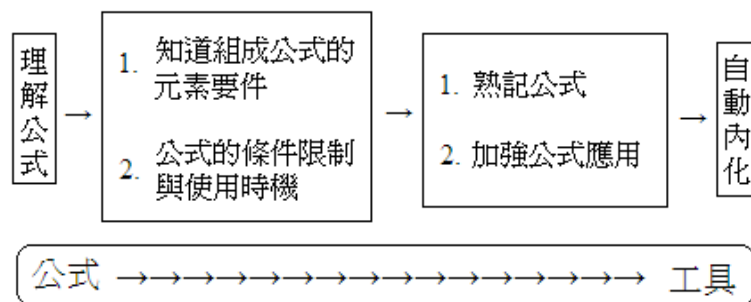 理解公式
→
1. 知道組成公式的
元素要件
2. 公式的條件限制
與使用時機
→
1. 熟記公式
2. 加強公式應用
→
自動內化
公式 →→→→→→→→→→→→→→→→→ 工具